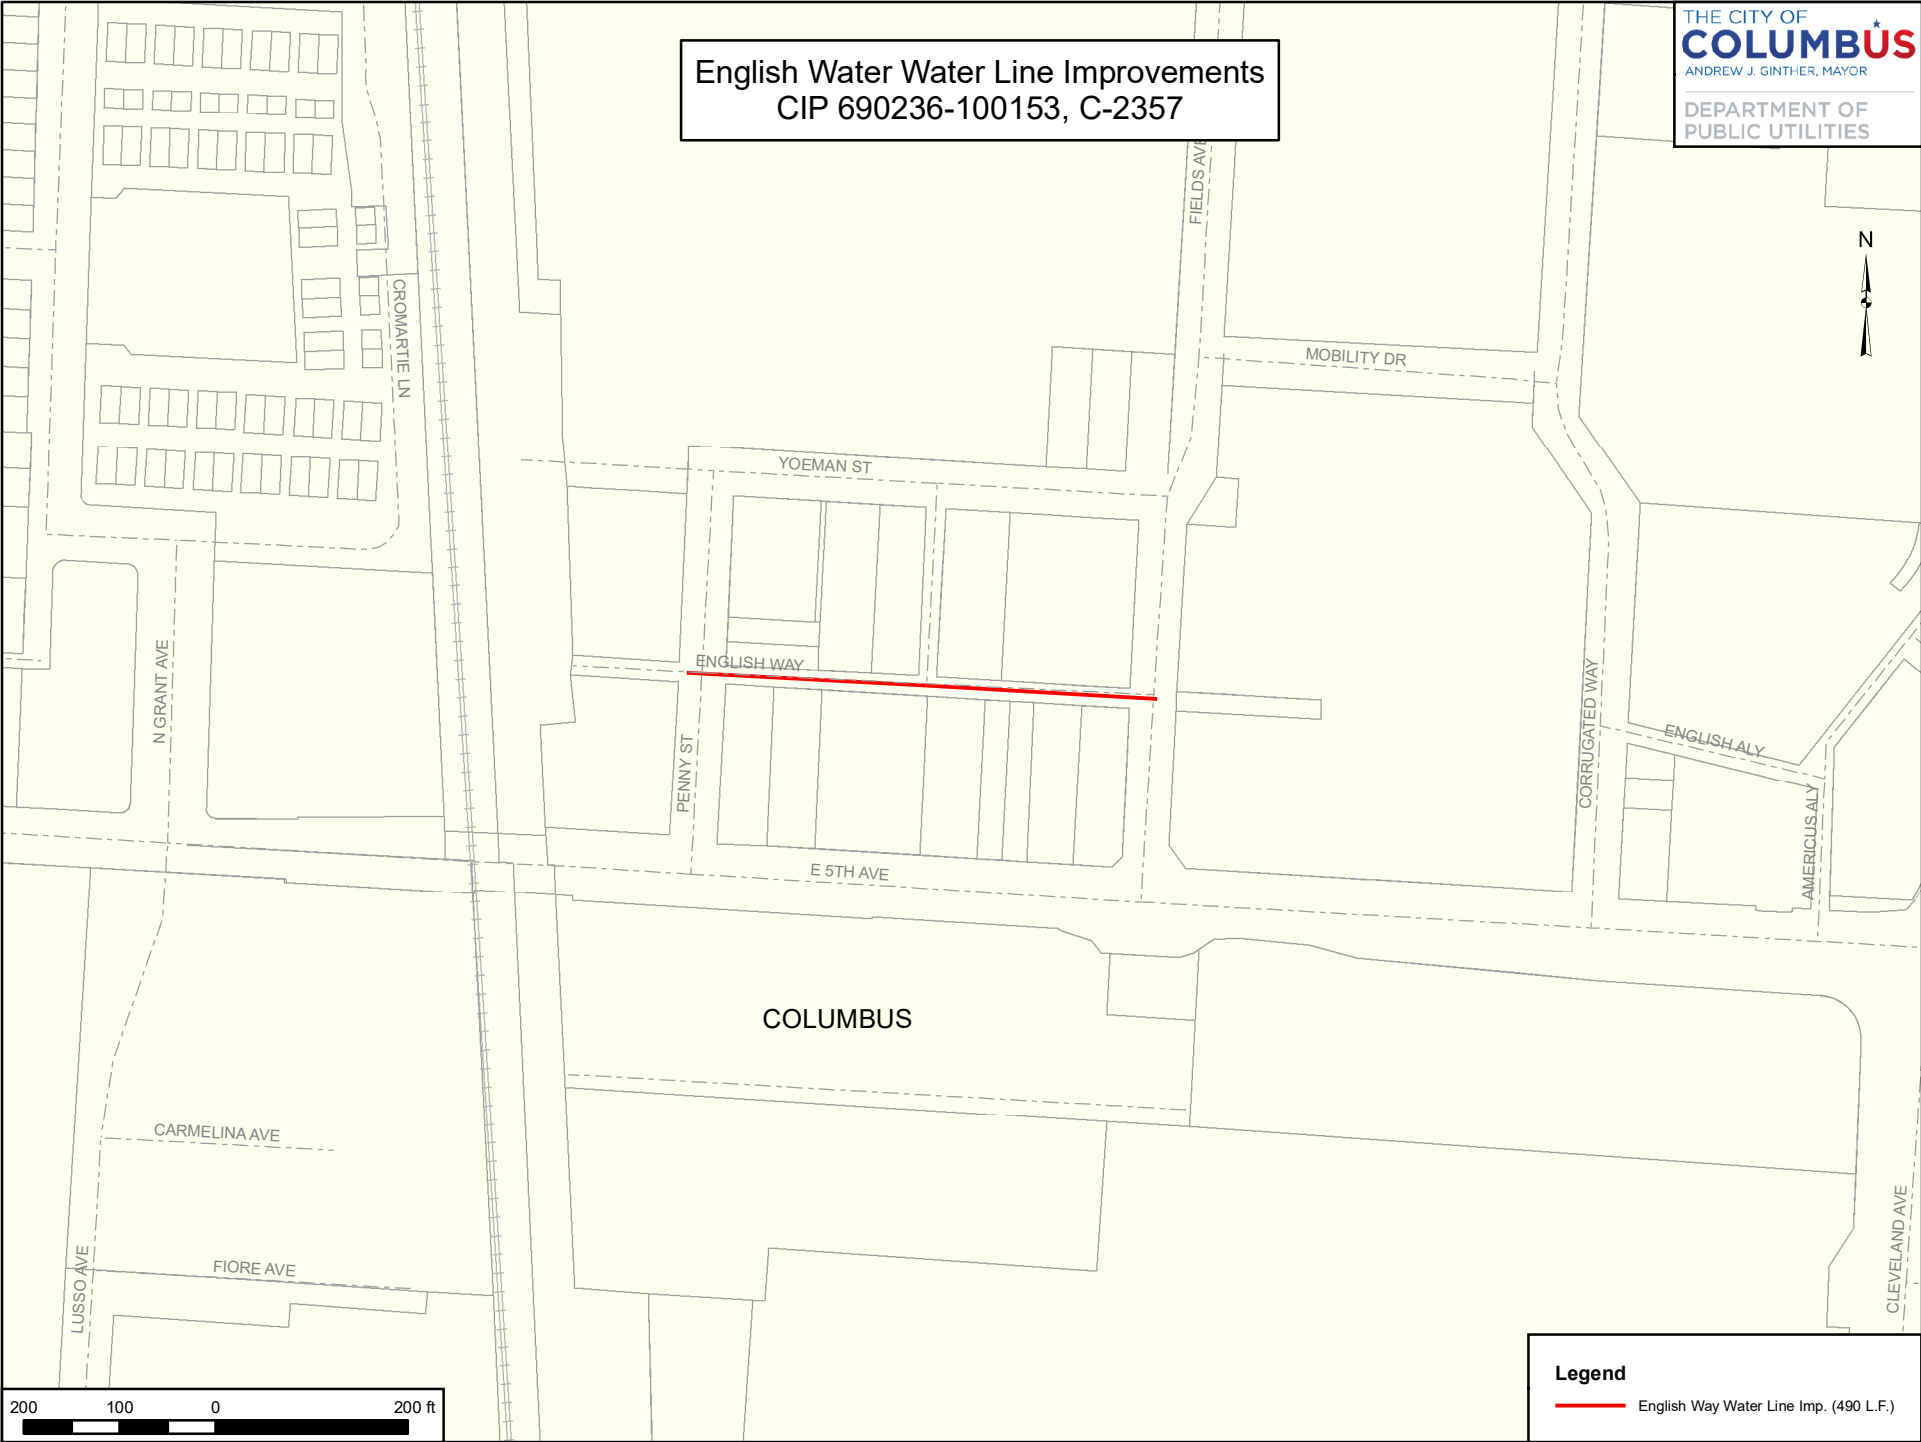 English Water Water Line Improvements
CIP 690236-100153, C-2357
THE CITY OF
COLUMBUS
ANDREW J. GINTHER, MAYOR
DEPARTMENT OF
PUBLIC UTILITIES
FIELDS AVE
N
CROMARTIE LN
MOBILITY DR
YOEMAN ST
N GRANT AVE
ENGLISH WAY
PENNY ST
CORRUGATED WAY
ENGLISH ALY
AMERICUS ALY
E 5TH AVE
COLUMBUS
CARMELINA AVE
CLEVELAND AVE
LUSSO AVE
FIORE AVE
200 100 0 200 ft
Legend
English Way Water Line Imp. (490 L.F.)